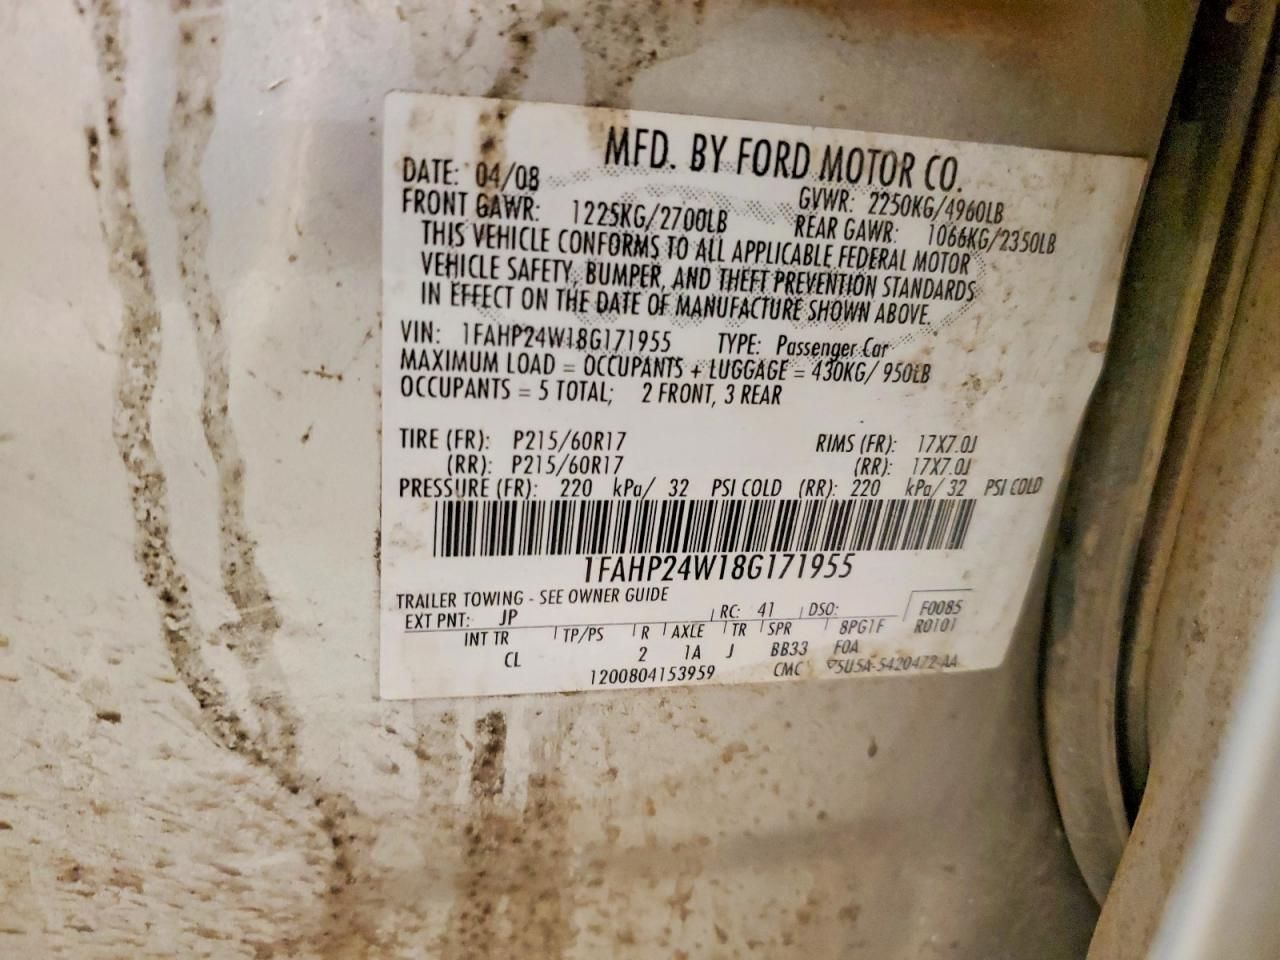 MFD. BY FORD MOTOR CO.
DATE: 04/08 GVWR: 2250KG/4960LB
FRONT GAWR: 1225KG/2700LB REAR GAWR: 1066KG/2350LB
THIS VEHICLE CONFORMS TO ALL APPLICABLE FEDERAL MOTOR
VEHICLE SAFETY, BUMPER, AND THEFT PREVENTION STANDARDS
IN EFFECT ON THE DATE OF MANUFACTURE SHOWN ABOVE.
VIN: 1FAHP24W18G171955 TYPE: Passenger Car
MAXIMUM LOAD = OCCUPANTS + LUGGAGE = 430KG/ 950LB
OCCUPANTS = 5 TOTAL; 2 FRONT, 3 REAR
TIRE (FR): P215/60R17 RIMS (FR): 17X7.0J
(RR): P215/60R17 (RR): 17X7.0J
PRESSURE (FR): 220 kPa/ 32 PSI COLD (RR): 220 kPa/ 32 PSI COLD
1FAHP24W18G171955
TRAILER TOWING - SEE OWNER GUIDE
EXT PNT: JP RC: 41 DSO: F0085
INT TR TP/PS R AXLE TR SPR 8PG1F R0101
CL 2 1A J BB33 FOA
1200804153959 CMC 5U5A-5420472-AA